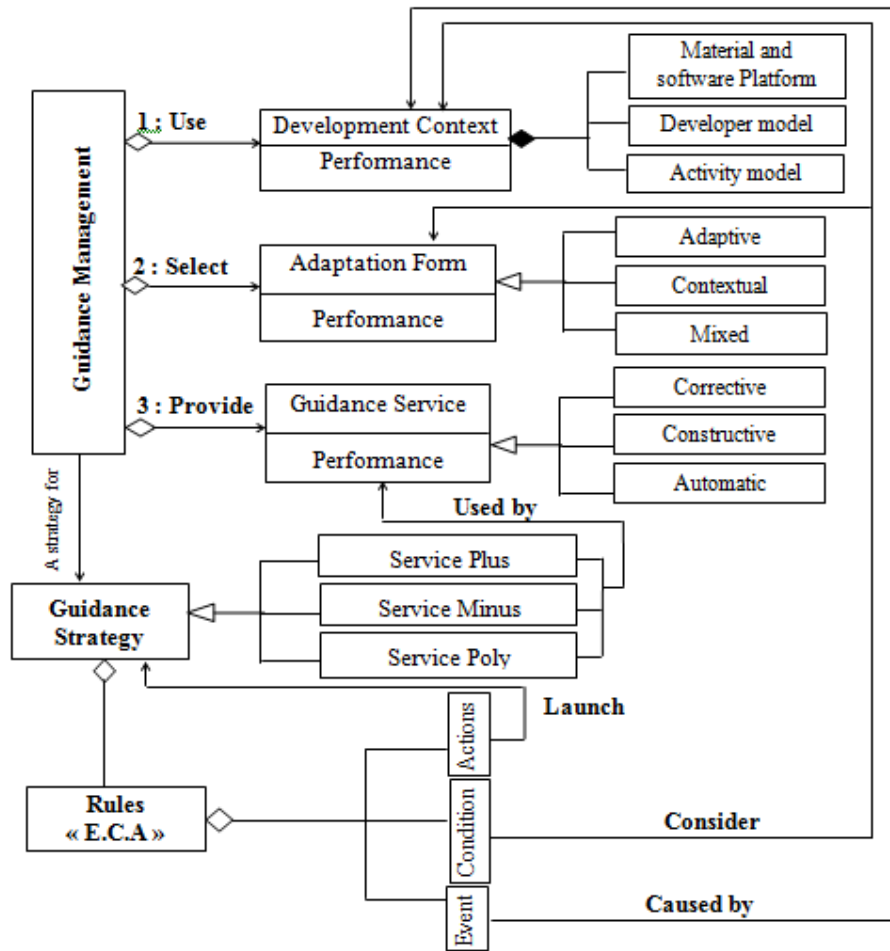 Material and
software Platform
1 : Use
Development Context
Developer model
Performance
Activity model
Guidance Management
Adaptive
2 : Select
Adaptation Form
Contextual
Performance
Mixed
Corrective
3 : Provide
Guidance Service
Constructive
Performance
Automatic
Used by
A strategy for
Service Plus
Guidance
Strategy
Service Minus
Service Poly
Launch
Actions
Rules
« E.C.A »
Condition
Consider
Event
Caused by